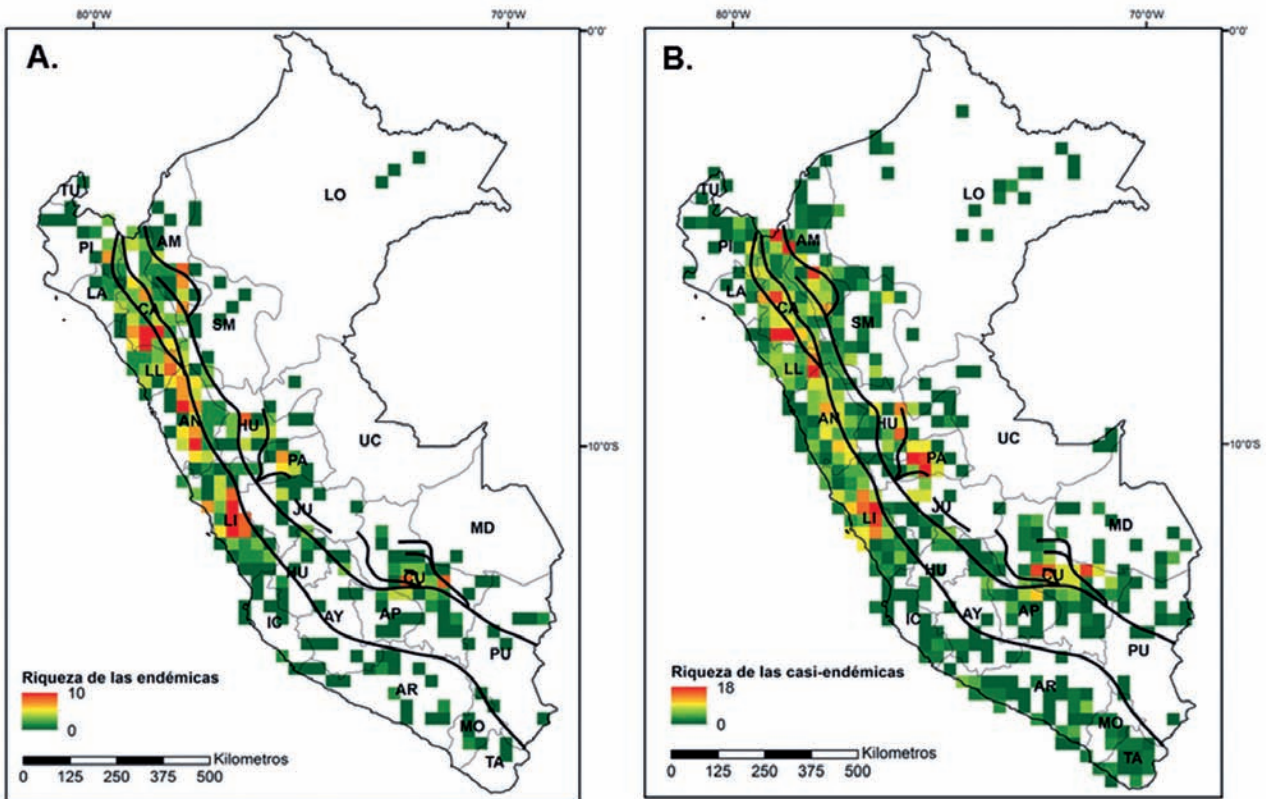 80°0'W
70°0'W
80°0'W
70°0'W
A.
B.
0°0'
0°0'
LO
LO
TU
TU
PI
AM
PI
AM
LA
CA
LA
CA
SM
SM
LL
LL
AN
HU
AN
HU
UC
UC
10°0'S
10°0'S
PA
PA
LI
JU
LI
JU
MD
MD
HU
HU
CU
CU
IC
AY
AP
IC
AY
AP
PU
PU
AR
AR
MO
MO
TA
TA
Riqueza de las endémicas
10
0
Kilometros
0 125 250 375 500
Riqueza de las casi-endémicas
18
0
Kilometros
0 125 250 375 500